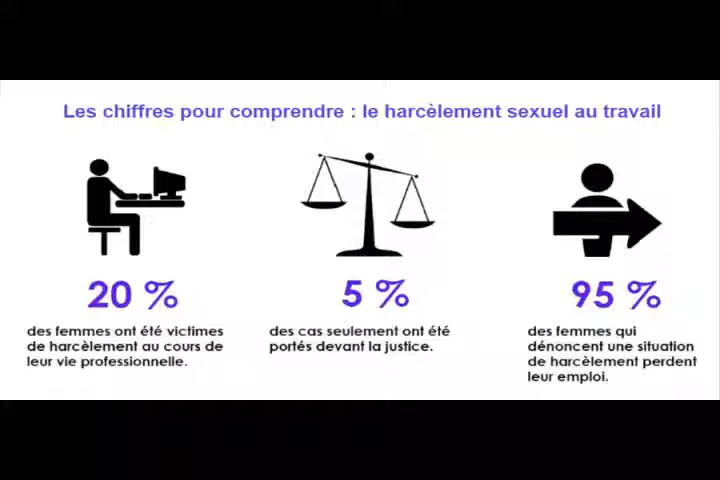 Les chiffres pour comprendre : le harcèlement sexuel au travail
20 %
des femmes ont été victimes
de harcèlement au cours de
leur vie professionnelle.
5 %
des cas seulement ont été
portés devant la justice.
95 %
des femmes qui
dénoncent une situation
de harcèlement perdent
leur emploi.